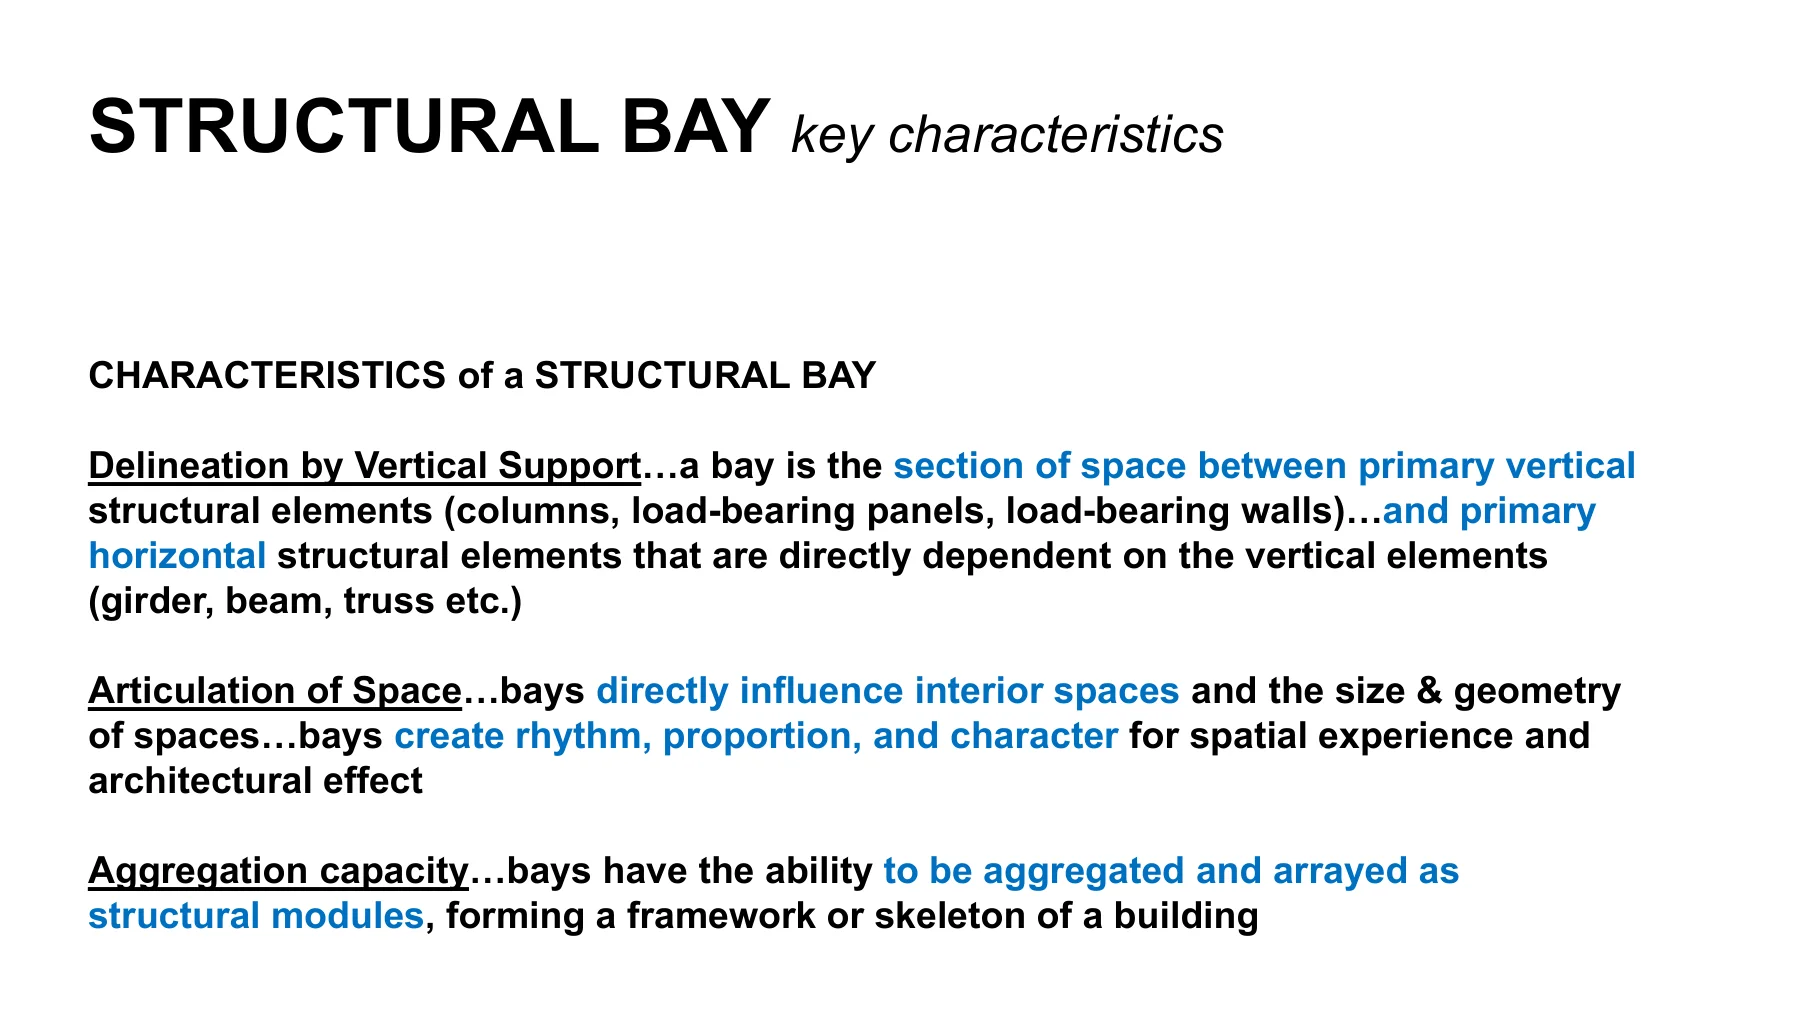 STRUCTURAL BAY key characteristics
CHARACTERISTICS of a STRUCTURAL BAY
Delineation by Vertical Support…a bay is the section of space between primary vertical
structural elements (columns, load-bearing panels, load-bearing walls)…and primary
horizontal structural elements that are directly dependent on the vertical elements
(girder, beam, truss etc.)
Articulation of Space…bays directly influence interior spaces and the size & geometry
of spaces…bays create rhythm, proportion, and character for spatial experience and
architectural effect
Aggregation capacity…bays have the ability to be aggregated and arrayed as
structural modules, forming a framework or skeleton of a building